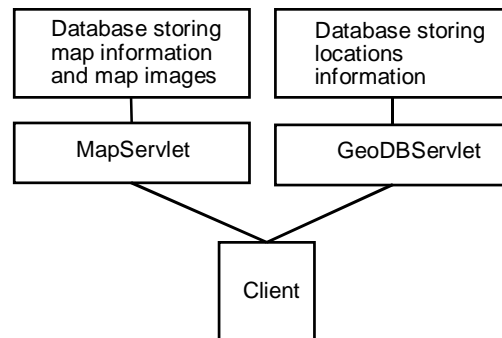 Database storing
map information
and map images
Database storing
locations
information
MapServlet
GeoDBServlet
Client